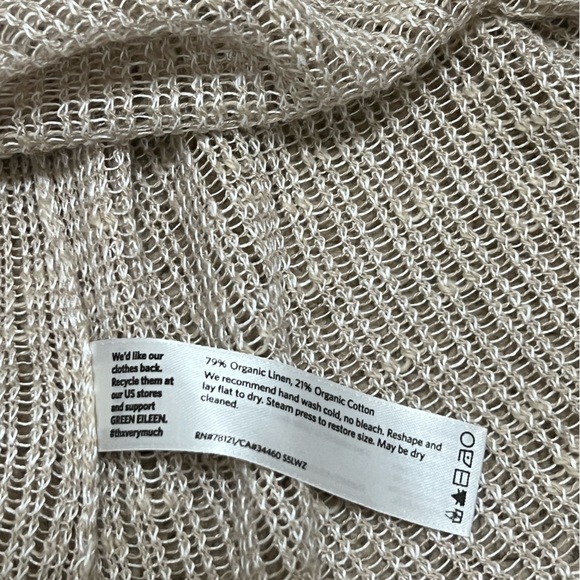 We'd like our
clothes back.
Recycle them at
our US stores
and support
GREEN EILEEN.
#thxverymuch
79% Organic Linen, 21% Organic Cotton
We recommend hand wash cold, no bleach. Reshape and
lay flat to dry. Steam press to restore size. May be dry
cleaned.
RN#78121/CA#34460 S5LWZ